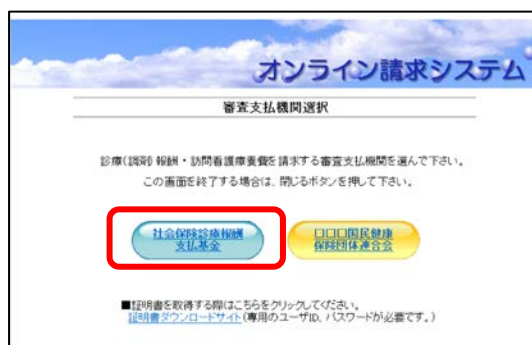 オンライン請求システム
審査支払機関選択
診療(調剤)報酬・訪問看護療養費を請求する審査支払機関を選んで下さい。
この画面を終了する場合は、閉じるボタンを押して下さい。
社会保険診療報酬
支払基金
口口口国民健康
保険団体連合会
■証明書を取得する際はこちらをクリックしてください。
証明書ダウンロードサイト(専用のユーザID、パスワードが必要です。)